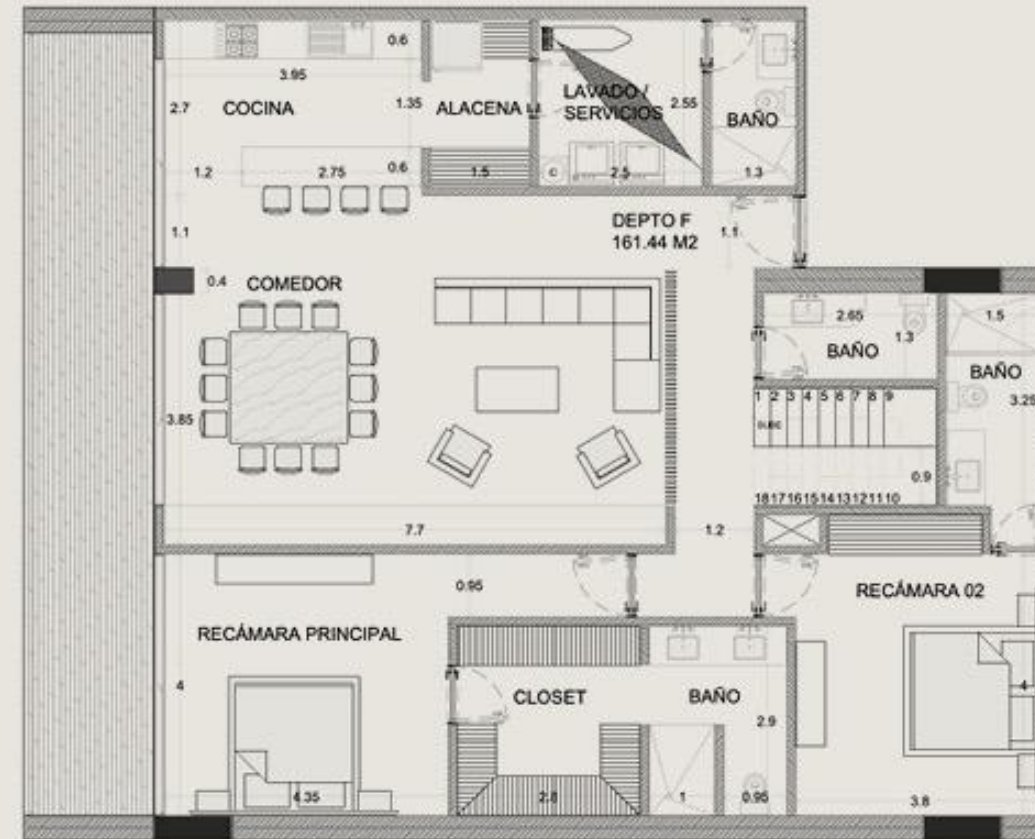 0.6
3.95
COCINA
2.7
1.35
ALACENA
LAVADO /
SERVICIOS
2.55
BAÑO
1.2
2.75
0.6
1.5
2.5
1.3
DEPTO F
161.44 M2
1.1
1.1
0.4
COMEDOR
2.65
1.3
BAÑO
1.5
BAÑO
3.25
3.85
1 2 3 4 5 6 7 8 9
SUBE
0.9
18 17 16 15 14 13 12 11 10
7.7
1.2
0.95
RECÁMARA 02
RECÁMARA PRINCIPAL
4
4
CLOSET
BAÑO
2.9
4.35
2.8
1
0.95
3.8